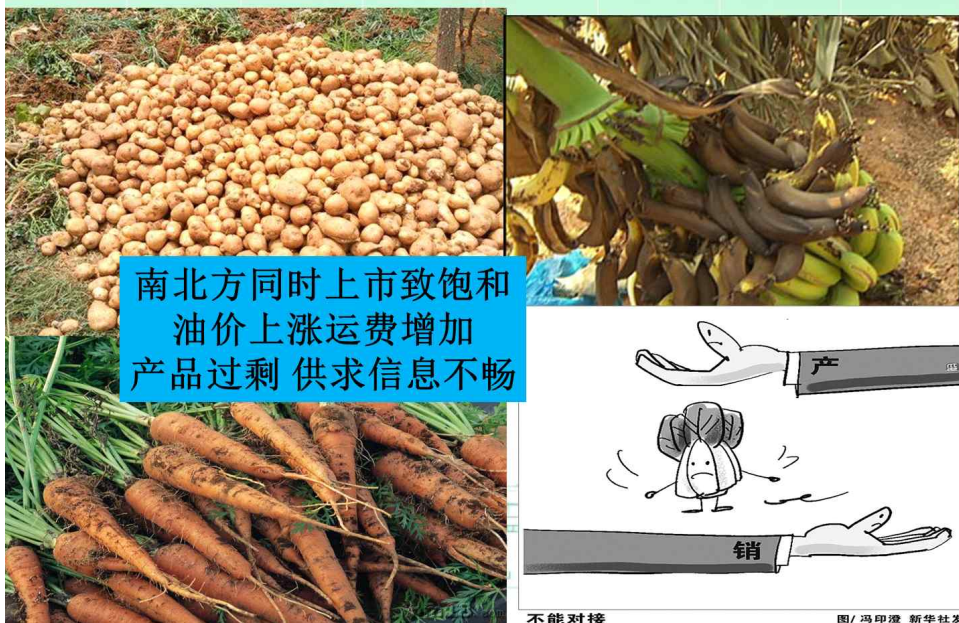 南北方同时上市致饱和
油价上涨运费增加
产品过剩 供求信息不畅
产
销
不能对接
图/冯印澄 新华社发